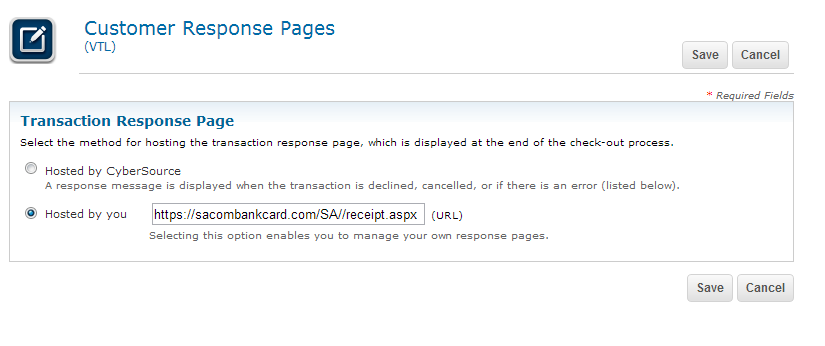 Customer Response Pages
(VTL)
Save Cancel
* Required Fields
Transaction Response Page
Select the method for hosting the transaction response page, which is displayed at the end of the check-out process.
Hosted by CyberSource
A response message is displayed when the transaction is declined, cancelled, or if there is an error (listed below).
Hosted by you https://sacombankcard.com/SA//receipt.aspx (URL)
Selecting this option enables you to manage your own response pages.
Save Cancel